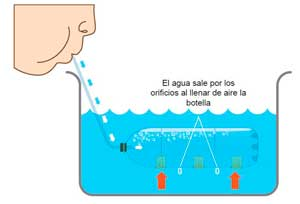 El agua sale por los
orificios al llenar de aire la
botella